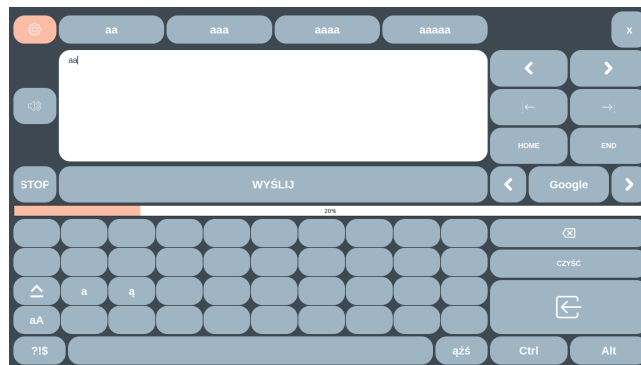 aa aaa aaaa aaaaa x
aa
HOME END
STOP WYŚLIJ Google
20%
CZYŚĆ
a ą
aA
?!$ ążś Ctrl Alt